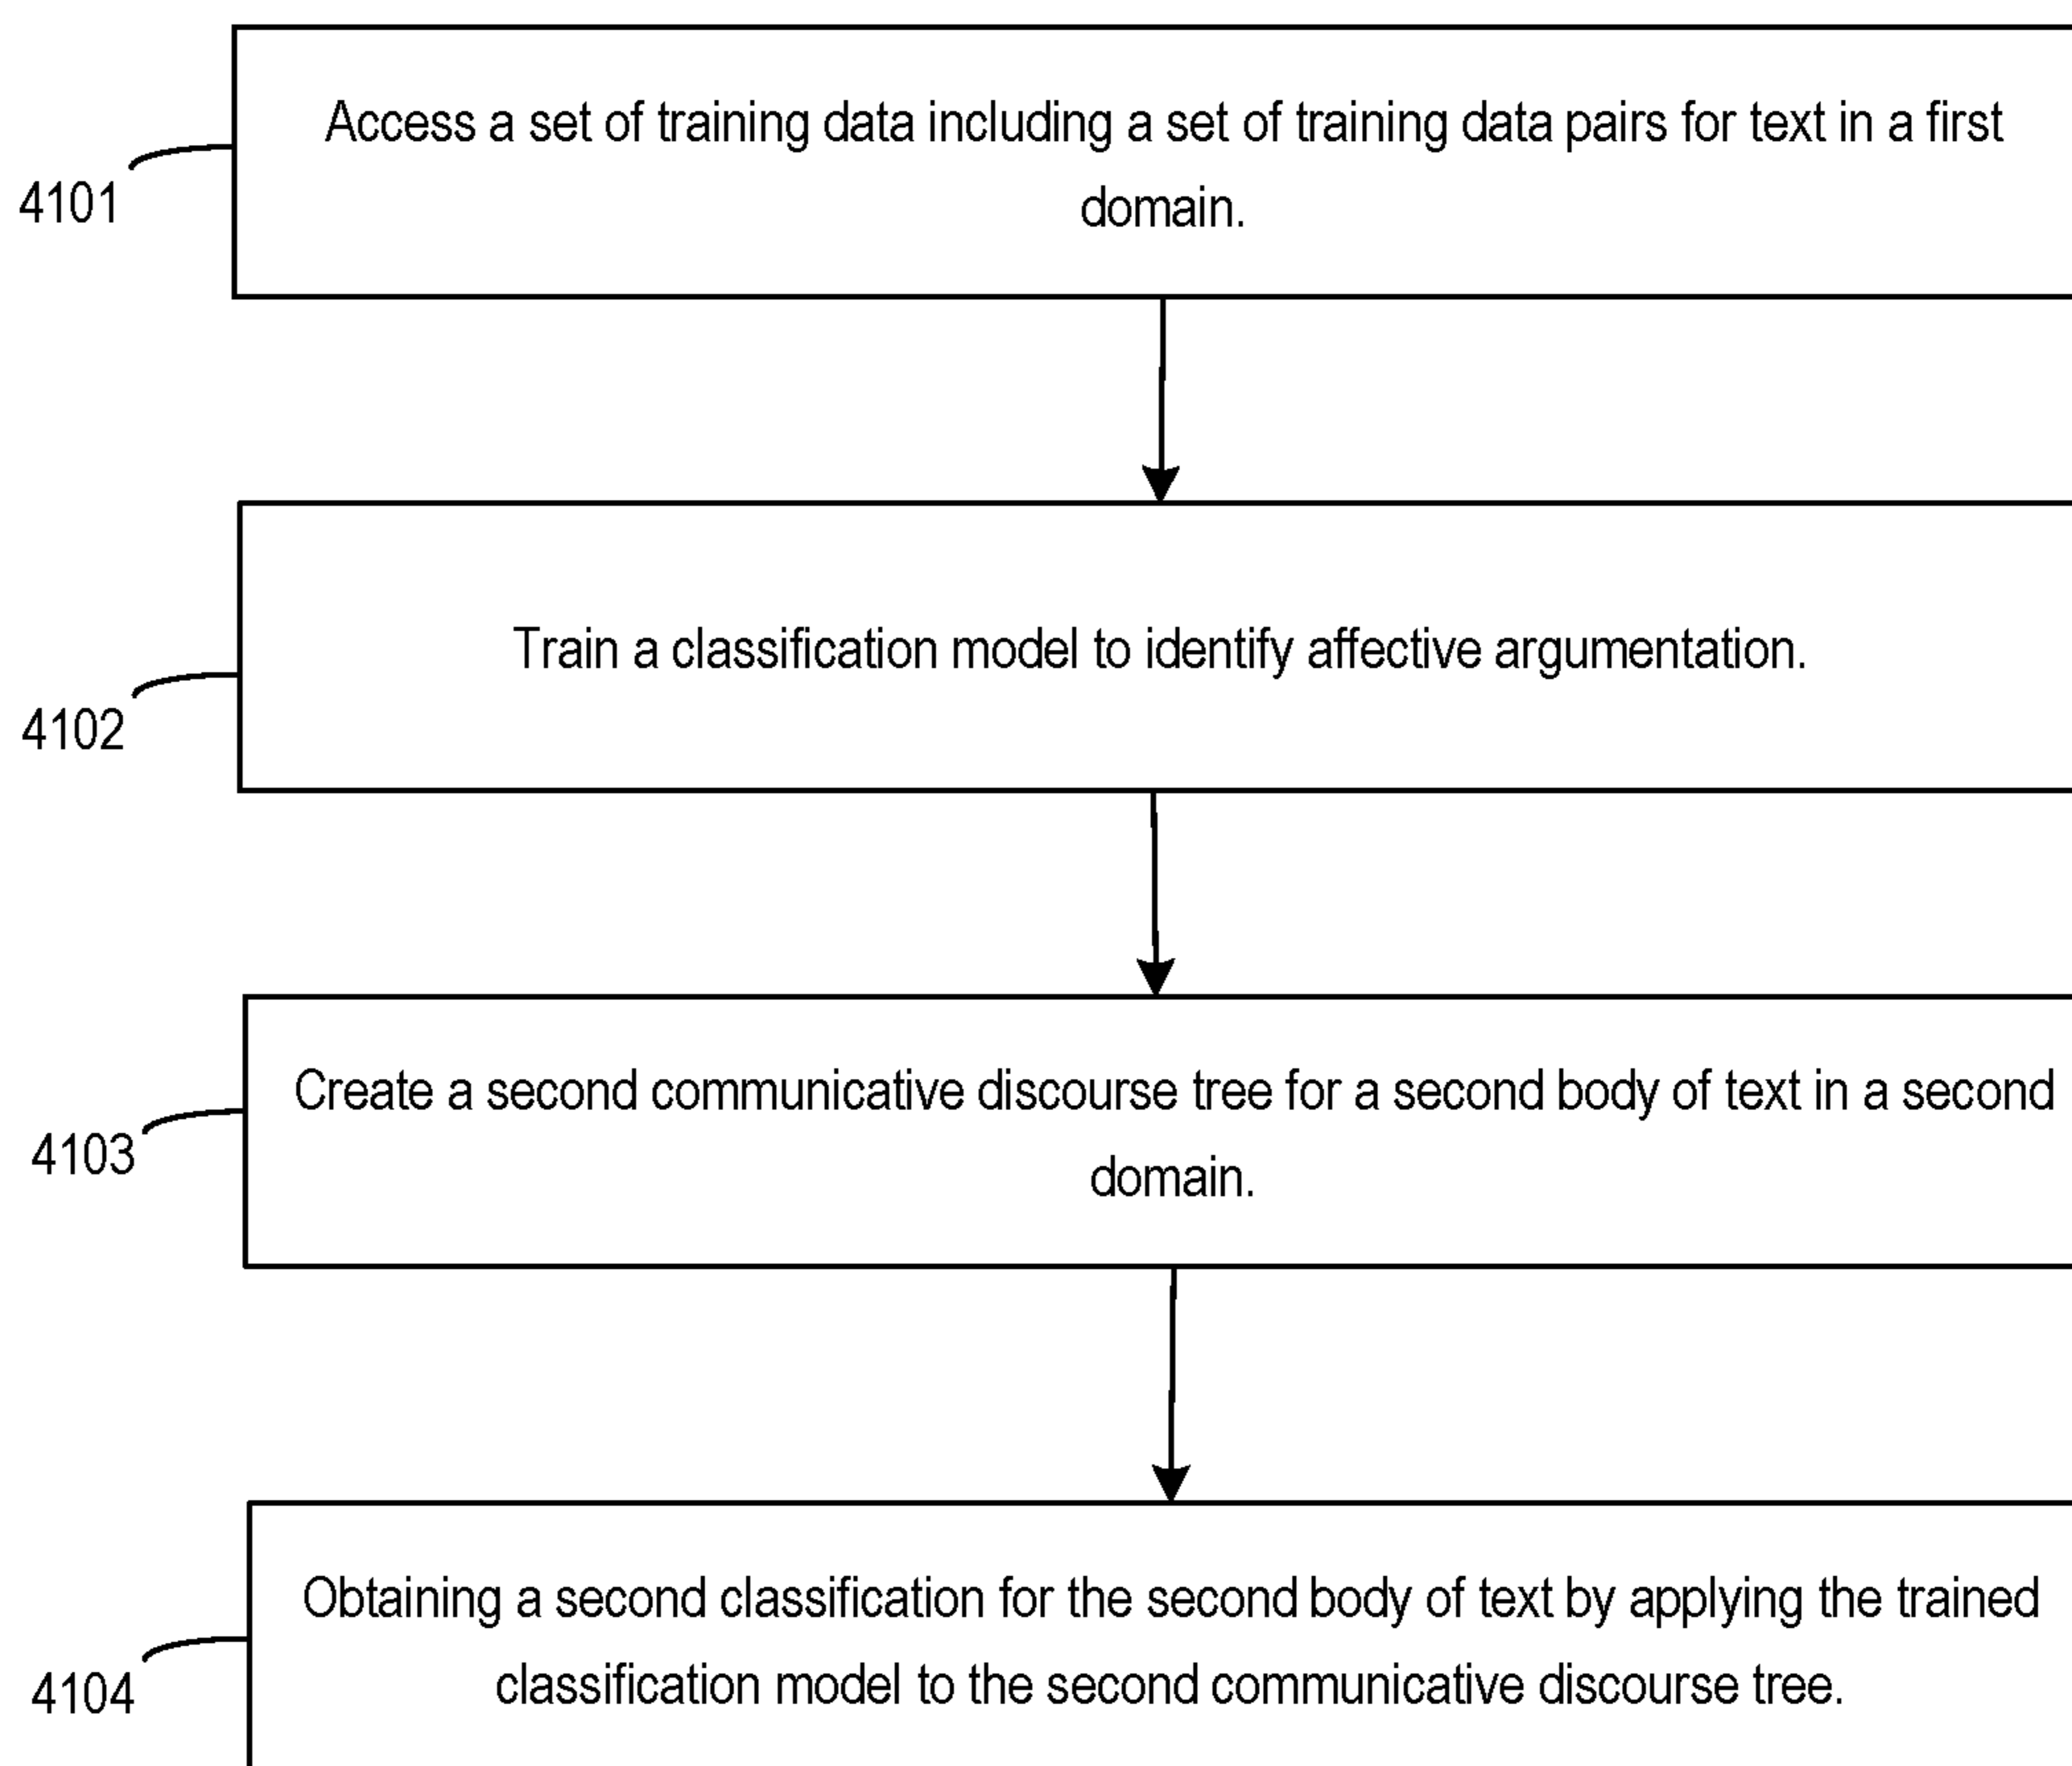 Access a set of training data including a set of training data pairs for text in a first
domain.
4101
Train a classification model to identify affective argumentation.
4102
Create a second communicative discourse tree for a second body of text in a second
domain.
4103
Obtaining a second classification for the second body of text by applying the trained
classification model to the second communicative discourse tree.
4104